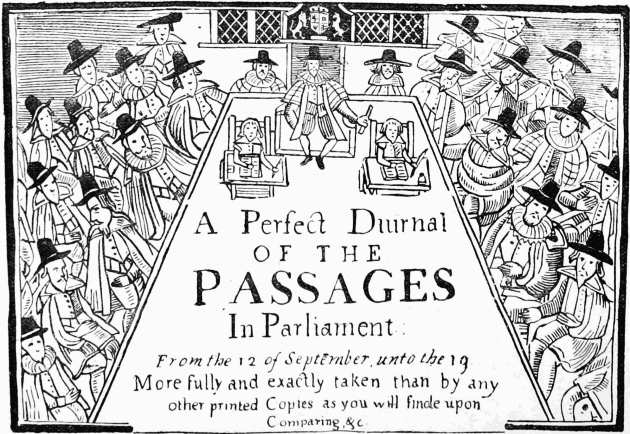 A Perfect Diurnal
OF THE
PASSAGES
In Parliament:
From the 12 of September, unto the 19
More fully and exactly taken than by any
other printed Copies as you will finde upon
Comparing, &c